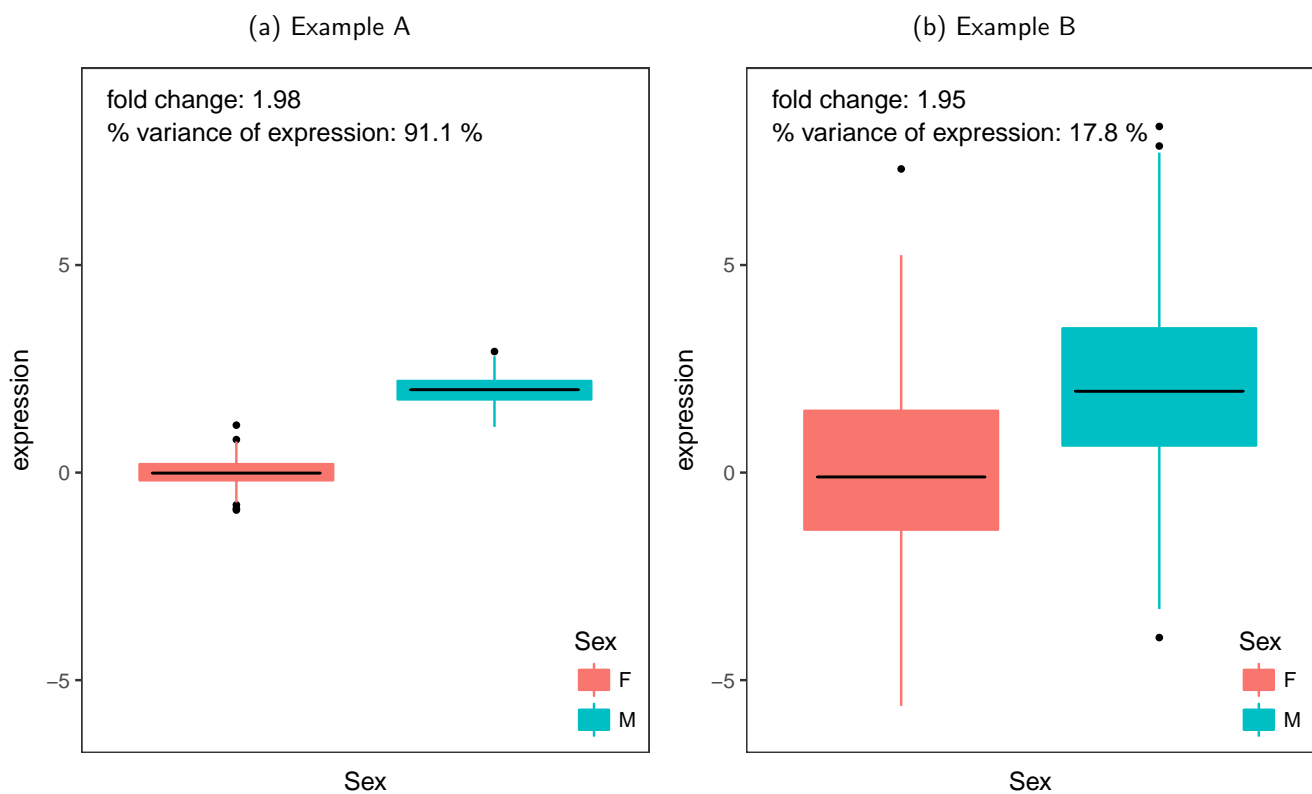 (a) Example A
fold change: 1.98
% variance of expression: 91.1 %
5
0
−5
expression
Sex
F
M
Sex
(b) Example B
fold change: 1.95
% variance of expression: 17.8 %
5
0
−5
expression
Sex
F
M
Sex